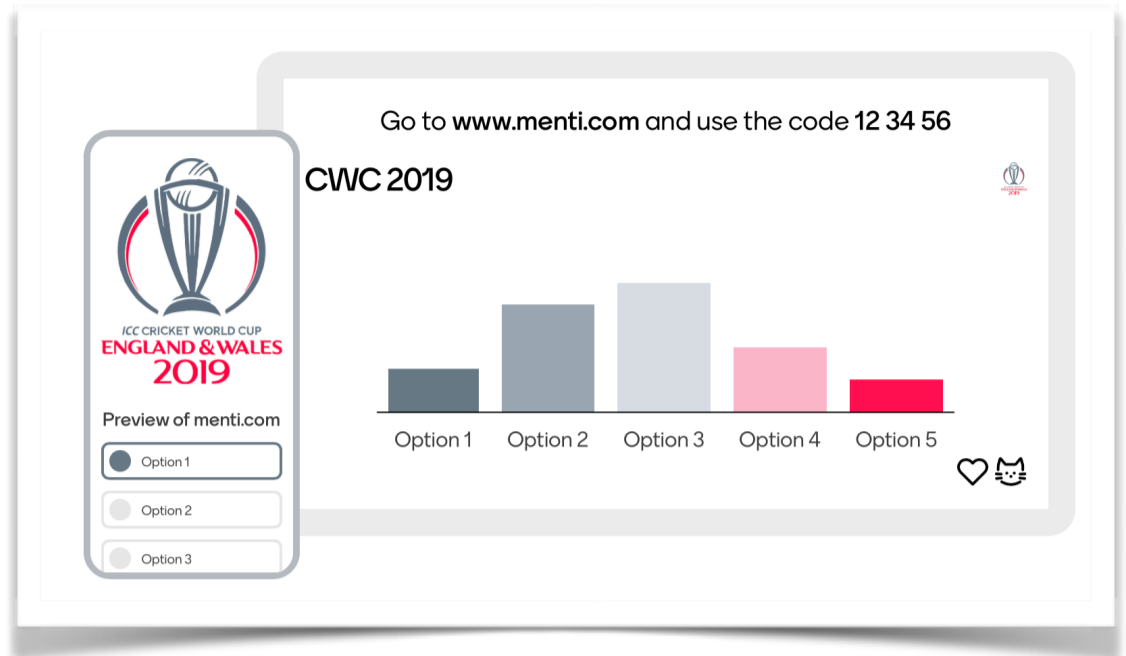 Go to www.menti.com and use the code 12 34 56
CWC 2019
Option 1 Option 2 Option 3 Option 4 Option 5
ICC CRICKET WORLD CUP
ENGLAND & WALES
2019
Preview of menti.com
Option 1
Option 2
Option 3